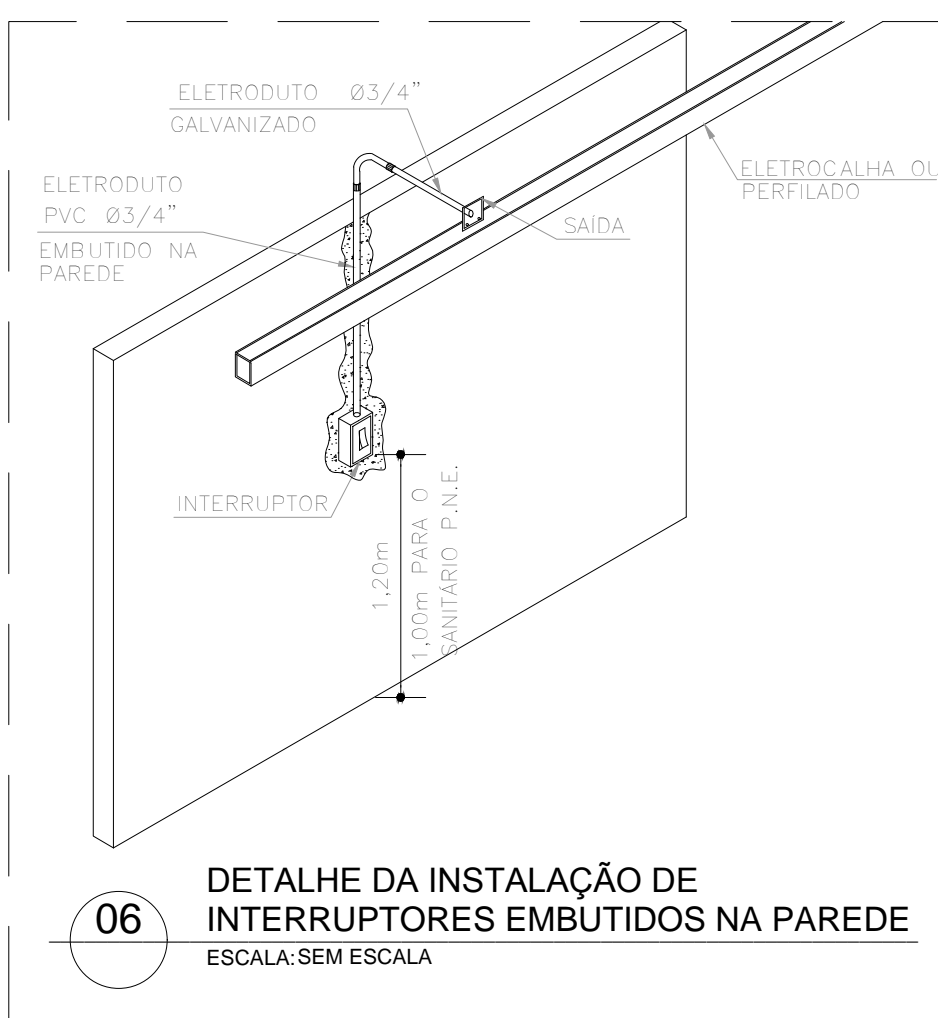 ELETRODUTO Ø3/4"
GALVANIZADO
ELETROCALHA OU
PERFILADO
ELETRODUTO
PVC Ø3/4"
EMBUTIDO NA
PAREDE
SAÍDA
INTERRUPTOR
1,20m
1,00m PARA O
SANITÁRIO P.N.E.
06
DETALHE DA INSTALAÇÃO DE
INTERRUPTORES EMBUTIDOS NA PAREDE
ESCALA: SEM ESCALA